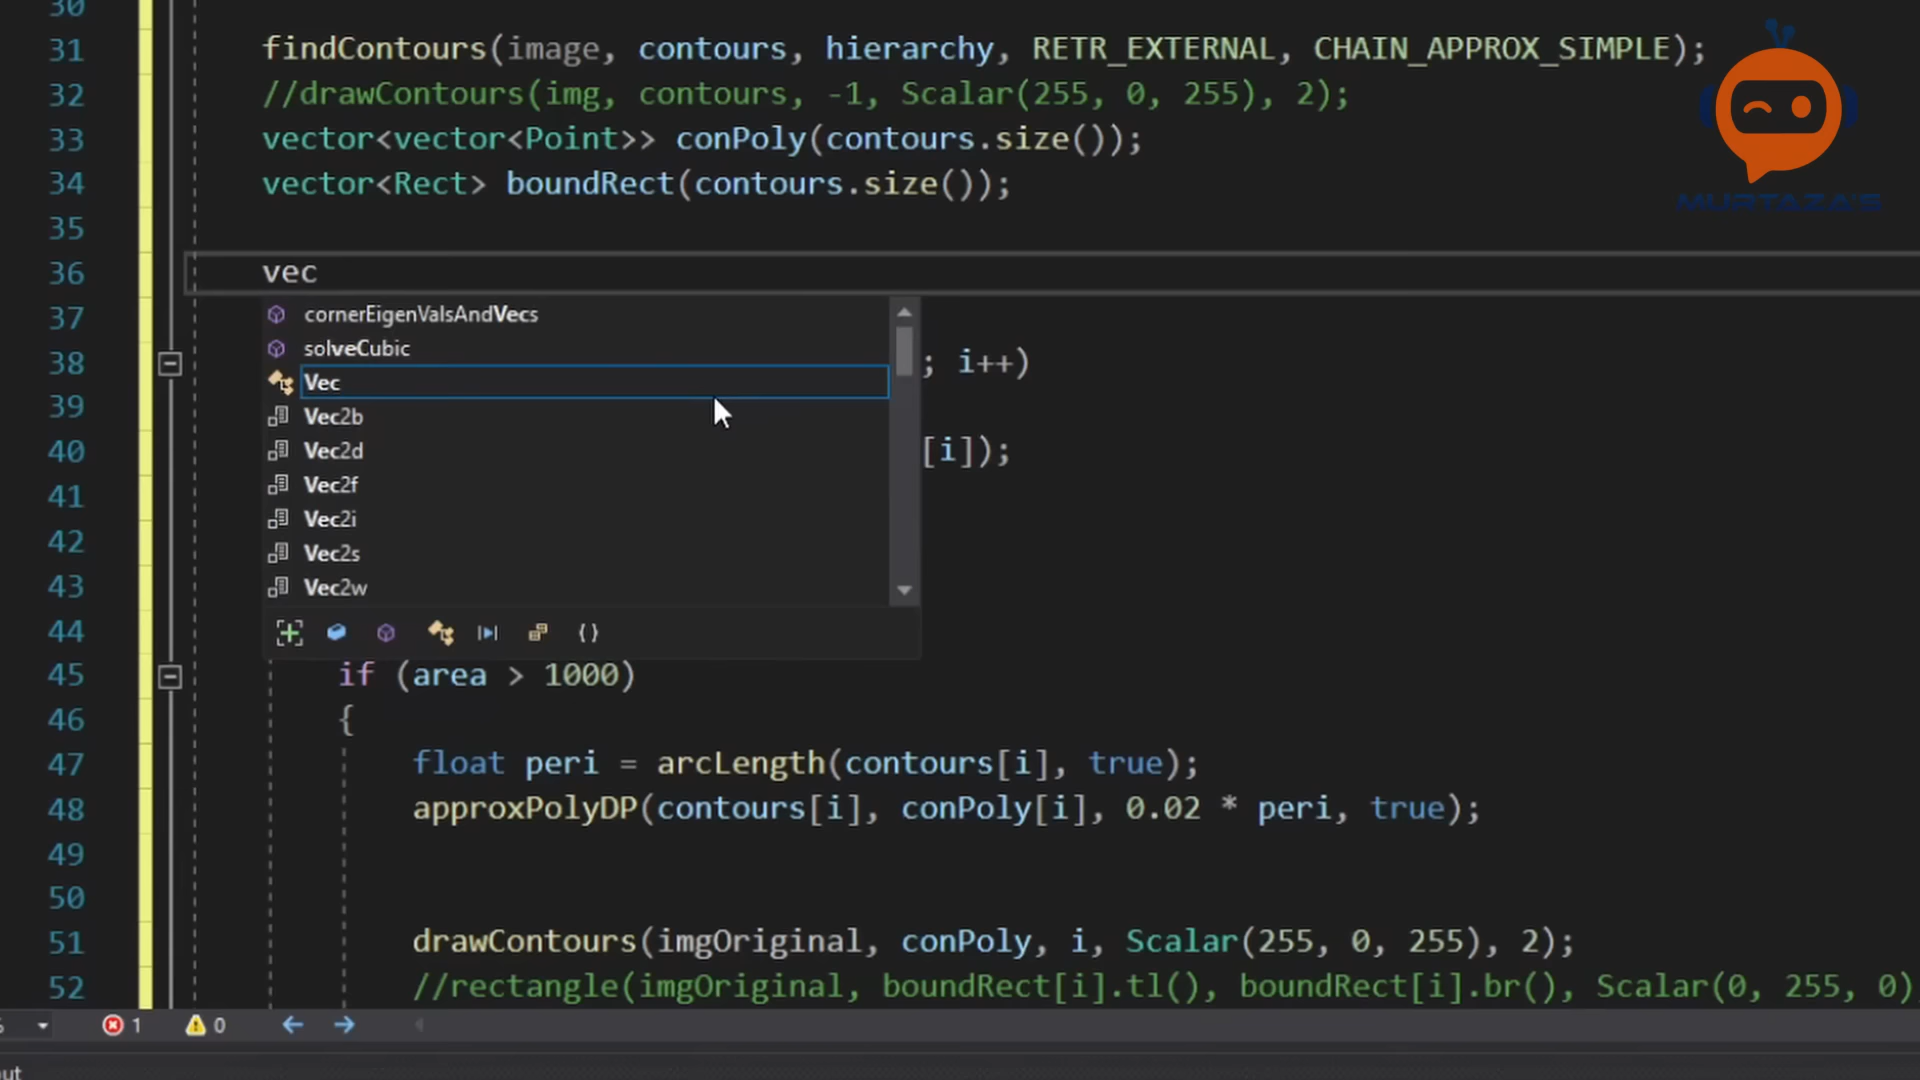 30
31 findContours(image, contours, hierarchy, RETR_EXTERNAL, CHAIN_APPROX_SIMPLE);
32 //drawContours(img, contours, -1, Scalar(255, 0, 255), 2);
33 vector<vector<Point>> conPoly(contours.size());
34 vector<Rect> boundRect(contours.size());
35
36 vec
37 cornerEigenValsAndVecs
solveCubic
38 ; i++)
Vec
39 Vec2b
40 Vec2d [i]);
Vec2f
41
42 Vec2i
Vec2s
43 Vec2w
44
45 if (area > 1000)
46 {
47 float peri = arcLength(contours[i], true);
48 approxPolyDP(contours[i], conPoly[i], 0.02 * peri, true);
49
50
51 drawContours(imgOriginal, conPoly, i, Scalar(255, 0, 255), 2);
52 //rectangle(imgOriginal, boundRect[i].tl(), boundRect[i].br(), Scalar(0, 255, 0)
% 1 0
MURTAZA'S